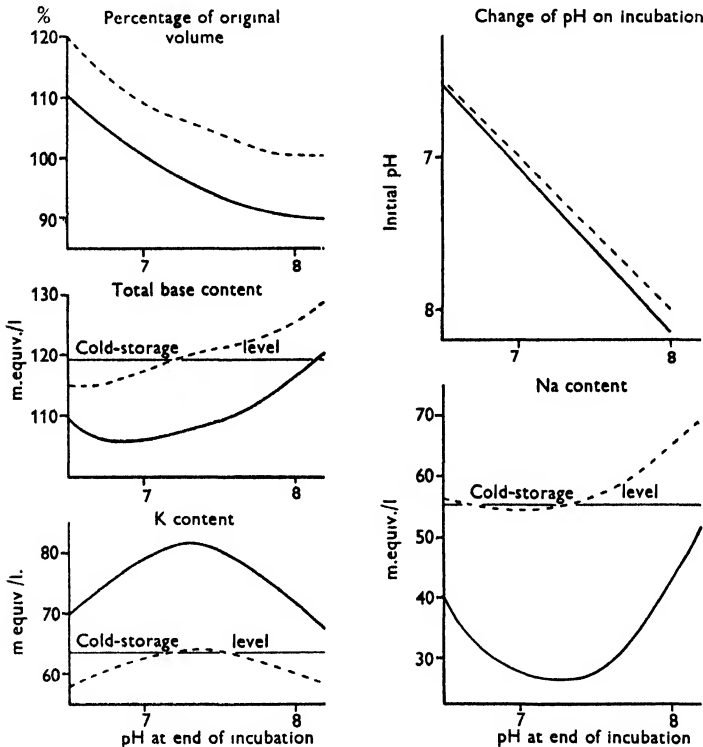 %
Percentage of original
volume
120
110
100
90
7
8
Total base content
130
120
110
m.equiv./l
Cold-storage level
7
8
K content
80
70
60
m equiv /l.
Cold-storage level
7
8
pH at end of incubation
Change of pH on incubation
Initial pH
7
8
7
8
Na content
70
60
50
40
30
m.equiv./l
Cold-storage level
7
8
pH at end of incubation